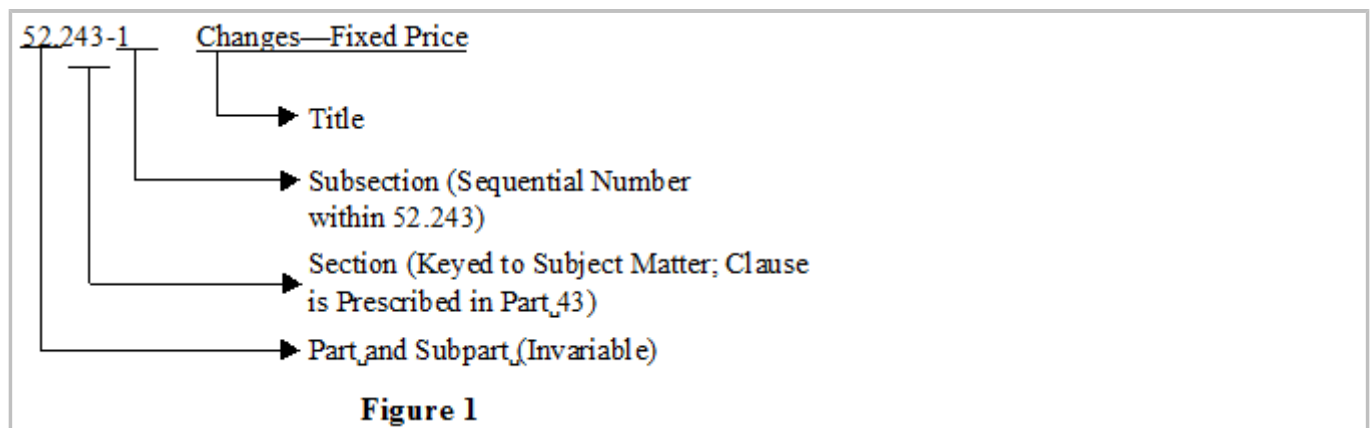 52.243-1 Changes—Fixed Price
Title
Subsection (Sequential Number
within 52.243)
Section (Keyed to Subject Matter; Clause
is Prescribed in Part 43)
Part and Subpart (Invariable)
Figure 1